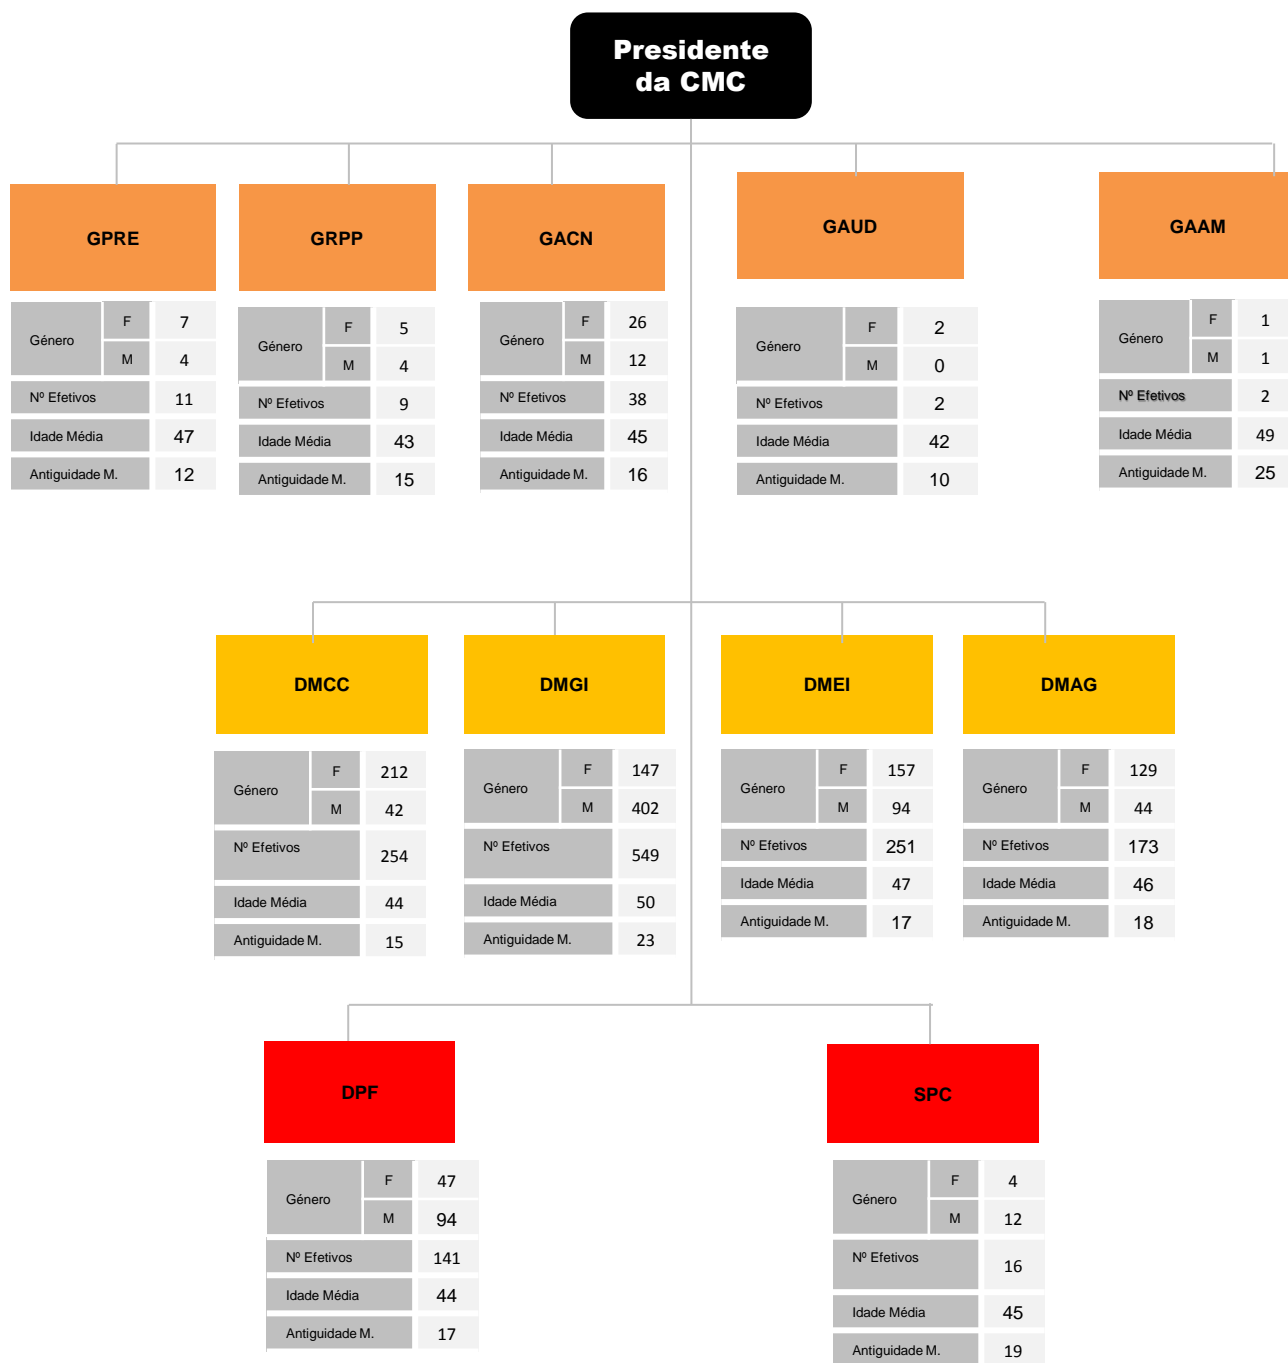 Presidente
da CMC
GPRE
GRPP
GACN
GAUD
GAAM
Género
F
7
M
4
Nº Efetivos
11
Idade Média
47
Antiguidade M.
12
Género
F
5
M
4
Nº Efetivos
9
Idade Média
43
Antiguidade M.
15
Género
F
26
M
12
Nº Efetivos
38
Idade Média
45
Antiguidade M.
16
Género
F
2
M
0
Nº Efetivos
2
Idade Média
42
Antiguidade M.
10
Género
F
1
M
1
Nº Efetivos
2
Idade Média
49
Antiguidade M.
25
DMCC
DMGI
DMEI
DMAG
Género
F
212
M
42
Nº Efetivos
254
Idade Média
44
Antiguidade M.
15
Género
F
147
M
402
Nº Efetivos
549
Idade Média
50
Antiguidade M.
23
Género
F
157
M
94
Nº Efetivos
251
Idade Média
47
Antiguidade M.
17
Género
F
129
M
44
Nº Efetivos
173
Idade Média
46
Antiguidade M.
18
DPF
SPC
Género
F
47
M
94
Nº Efetivos
141
Idade Média
44
Antiguidade M.
17
Género
F
4
M
12
Nº Efetivos
16
Idade Média
45
Antiguidade M.
19